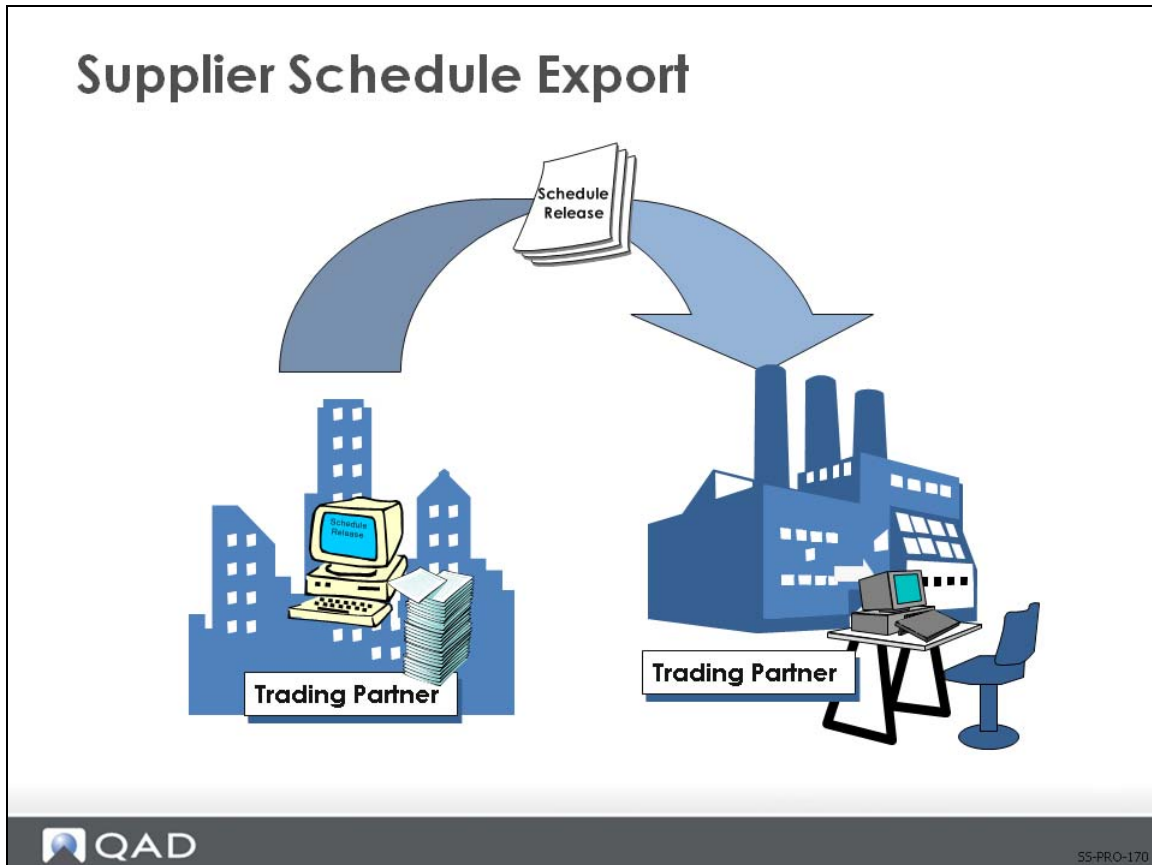 Supplier Schedule Export
Schedule
Release
Schedule
Release
Trading Partner
Trading Partner
QAD
SS-PRO-170